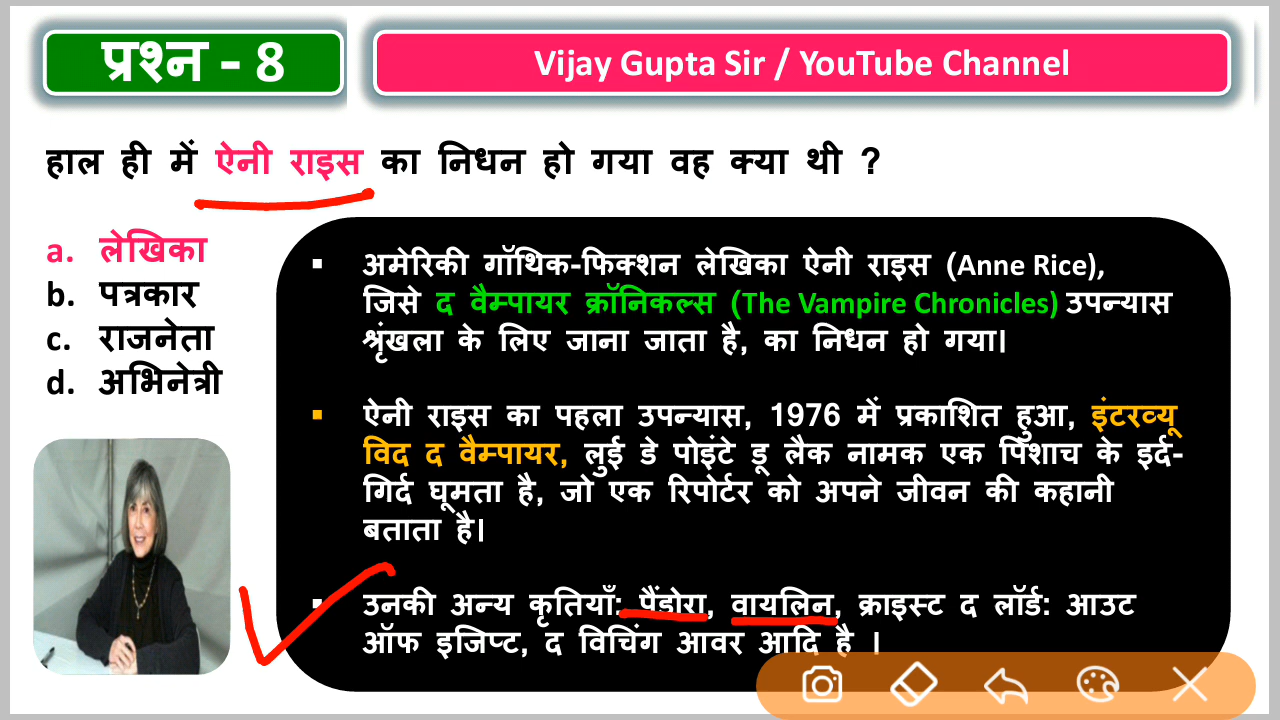 प्रश्न - 8
Vijay Gupta Sir / YouTube Channel
हाल ही में ऐनी राइस का निधन हो गया वह क्या थी ?
a. लेखिका
b. पत्रकार
c. राजनेता
d. अभिनेत्री
▪ अमेरिकी गॉथिक-फिक्शन लेखिका ऐनी राइस (Anne Rice),
जिसे द वैम्पायर क्रॉनिकल्स (The Vampire Chronicles) उपन्यास
श्रृंखला के लिए जाना जाता है, का निधन हो गया।
▪ ऐनी राइस का पहला उपन्यास, 1976 में प्रकाशित हुआ, इंटरव्यू
विद द वैम्पायर, लुई डे पोइंटे डू लैक नामक एक पिशाच के इर्द-
गिर्द घूमता है, जो एक रिपोर्टर को अपने जीवन की कहानी
बताता है।
▪ उनकी अन्य कृतियाँ: पैंडोरा, वायलिन, क्राइस्ट द लॉर्ड: आउट
ऑफ इजिप्ट, द विचिंग आवर आदि है ।